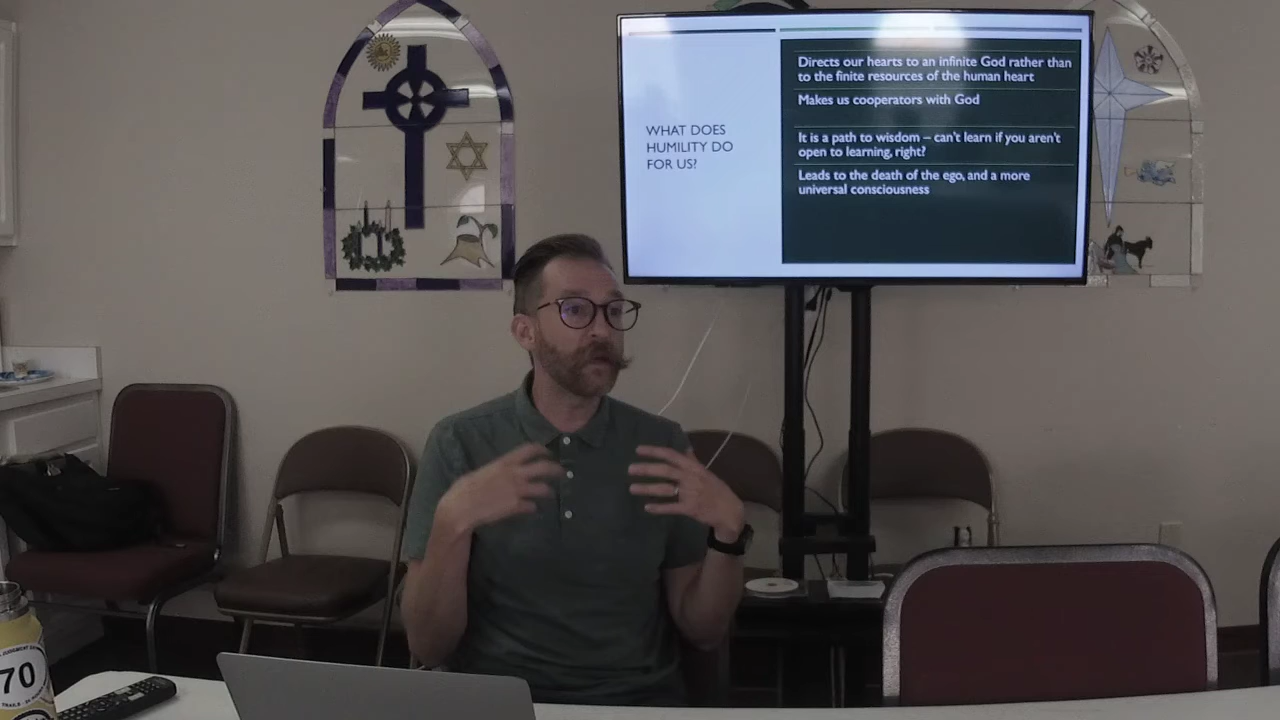 WHAT DOES
HUMILITY DO
FOR US?
Directs our hearts to an infinite God rather than
to the finite resources of the human heart
Makes us cooperators with God
It is a path to wisdom – can't learn if you aren't
open to learning, right?
Leads to the death of the ego, and a more
universal consciousness
70
TRAILS